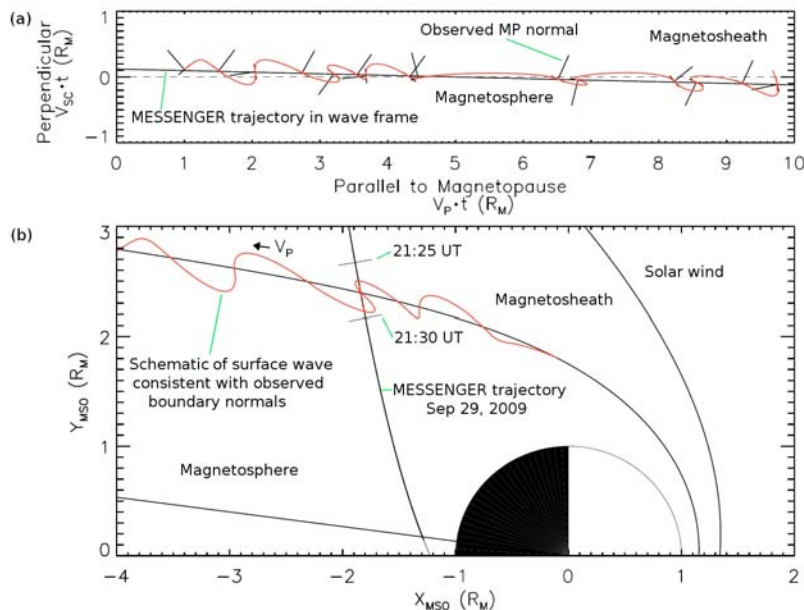 (a)
Perpendicular
V_SC·t (R_M)
1
0
-1
Observed MP normal
Magnetosheath
Magnetosphere
MESSENGER trajectory in wave frame
0 1 2 3 4 5 6 7 8 9 10
Parallel to Magnetopause
V_P·t (R_M)
(b)
Y_MSO (R_M)
3
2
1
0
V_P
21:25 UT
Solar wind
Magnetosheath
21:30 UT
Schematic of surface wave
consistent with observed
boundary normals
MESSENGER trajectory
Sep 29, 2009
Magnetosphere
-4 -3 -2 -1 0 1 2
X_MSO (R_M)